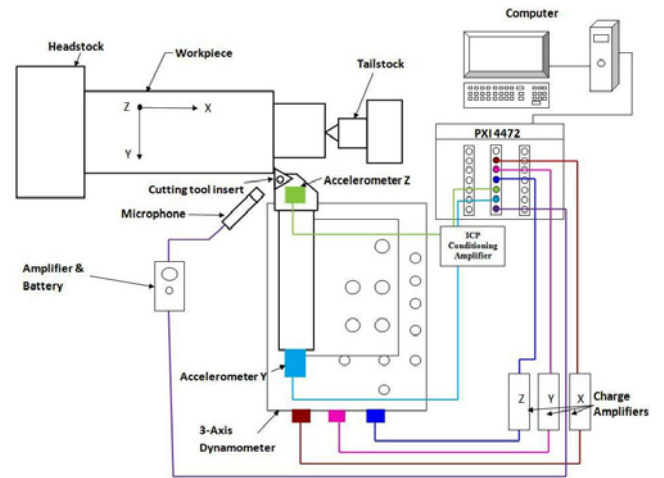 Computer
Headstock
Workpiece
Tailstock
Z
X
Y
PXI 4472
Cutting tool insert
Accelerometer Z
Microphone
ICP
Conditioning
Amplifier
Amplifier &
Battery
Accelerometer Y
Z
Y
X
Charge
Amplifiers
3-Axis
Dynamometer